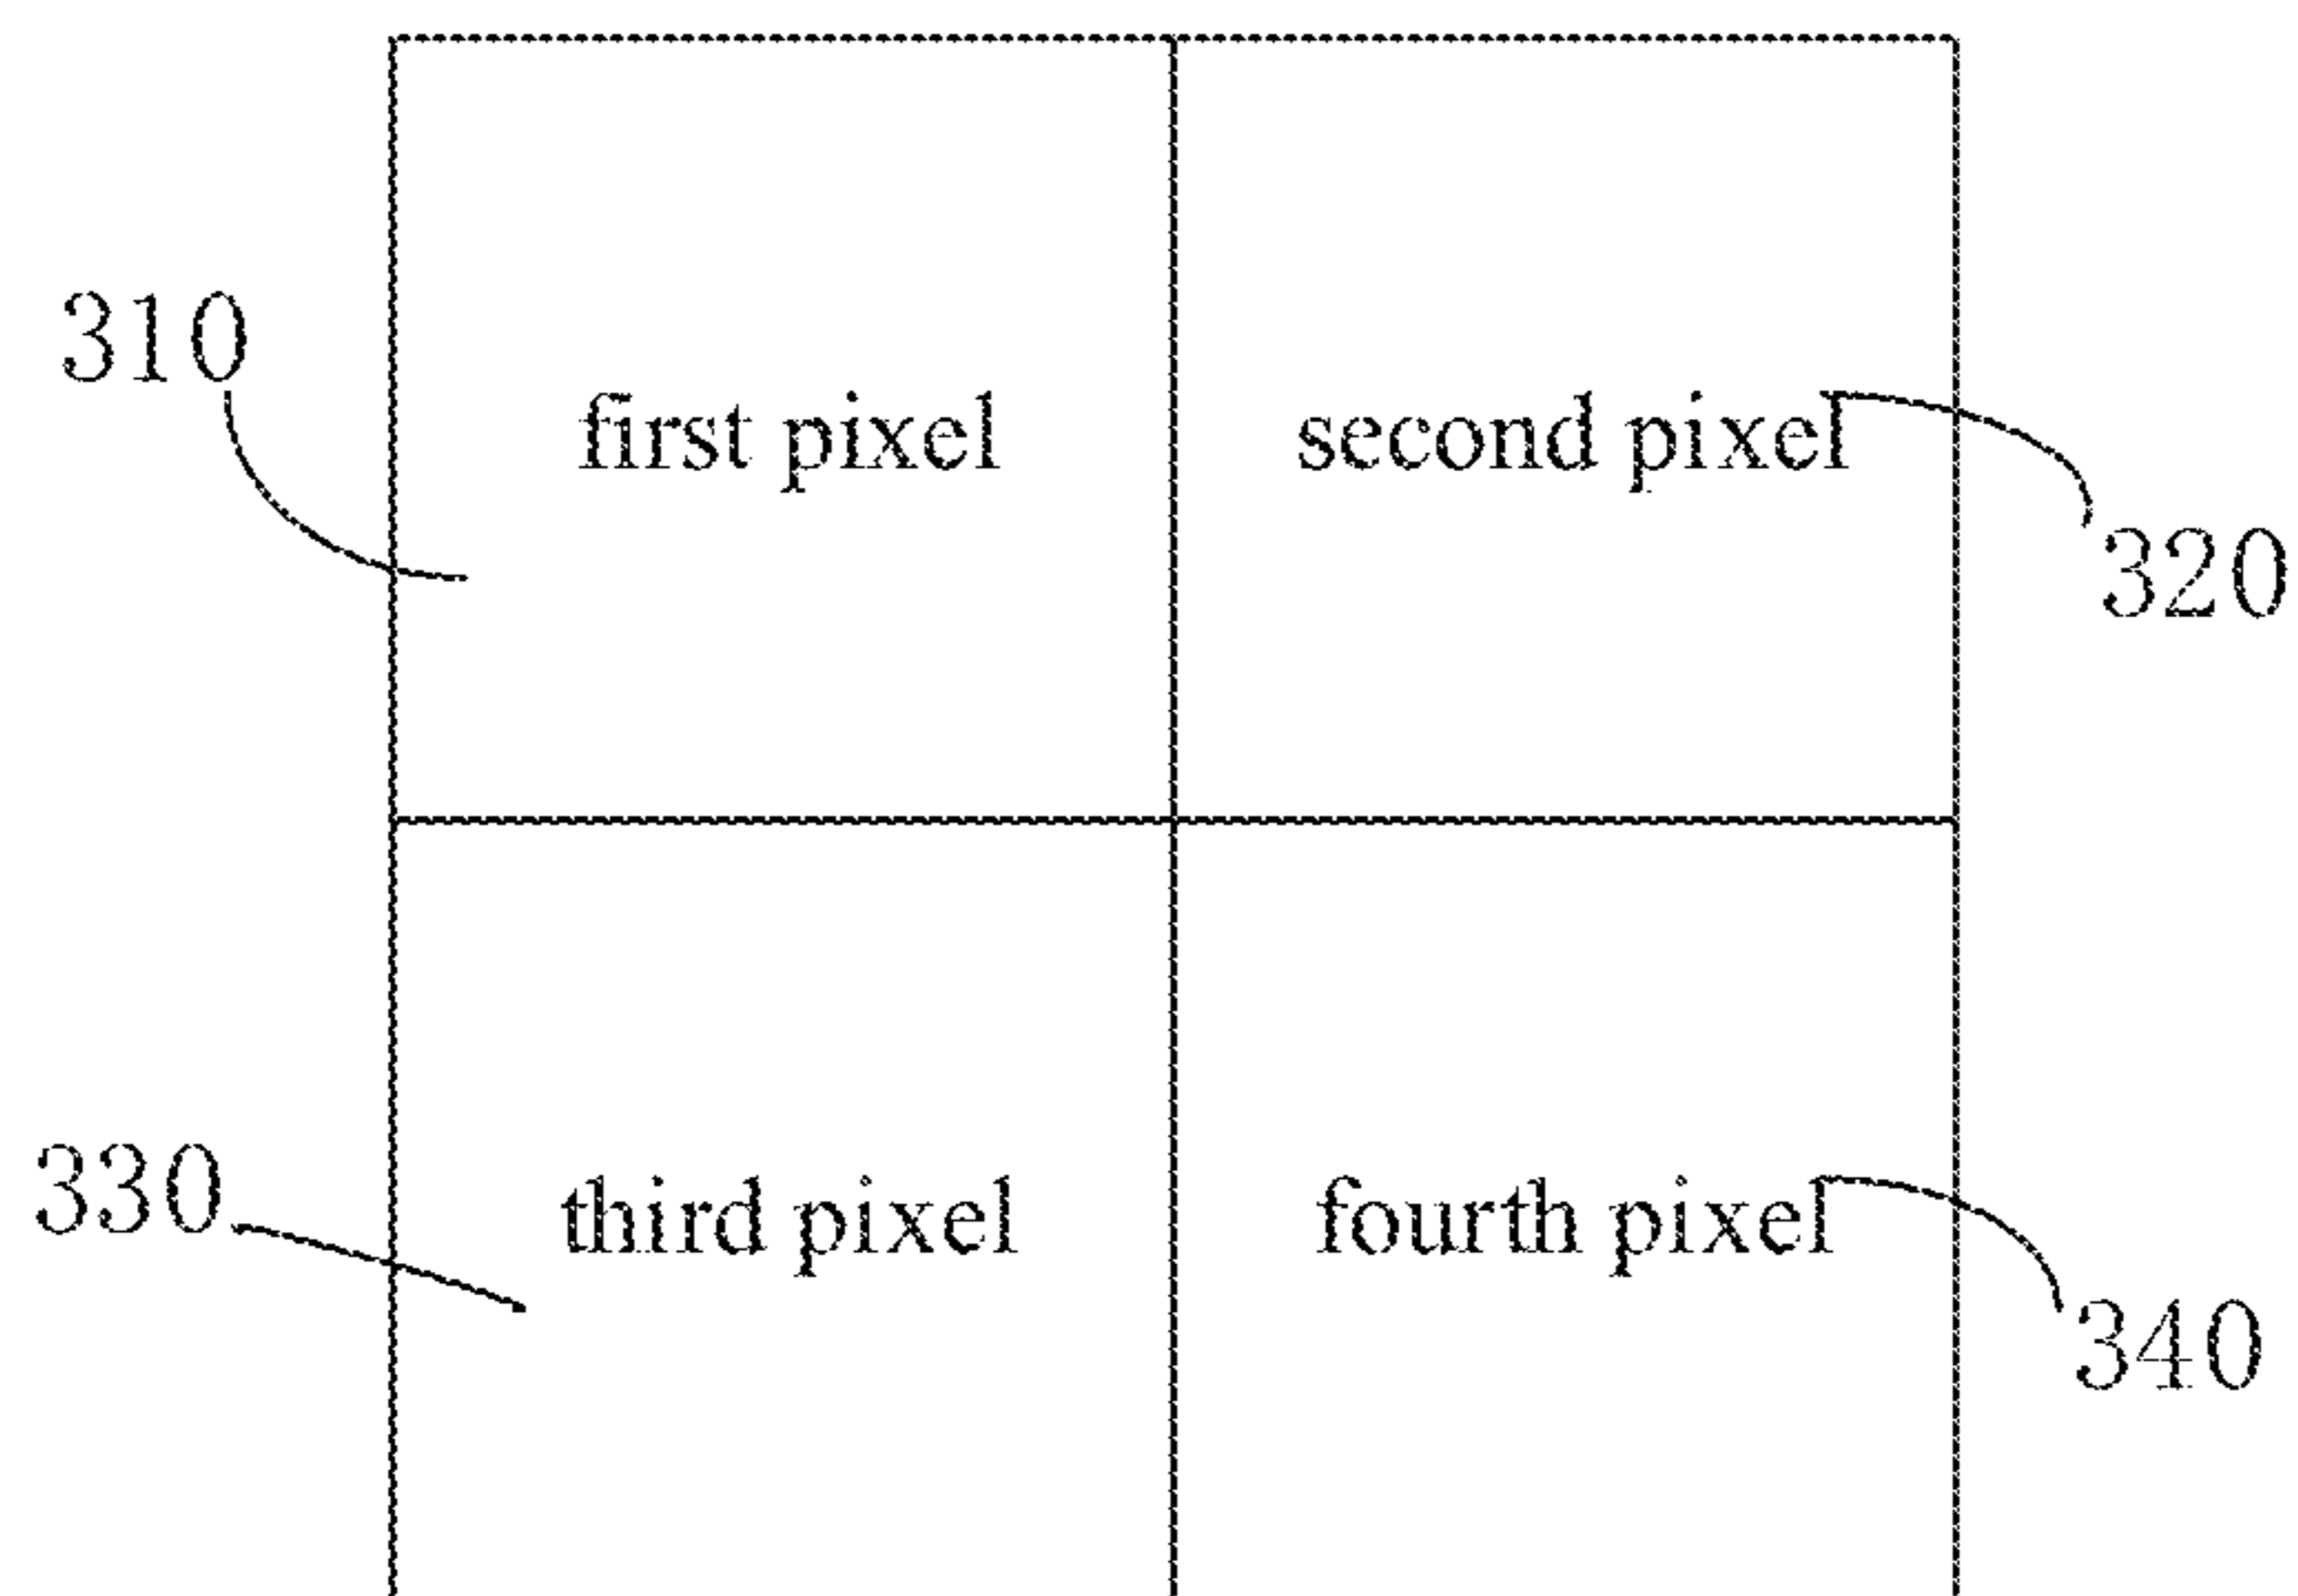 310
first pixel
second pixel
320
330
third pixel
fourth pixel
340